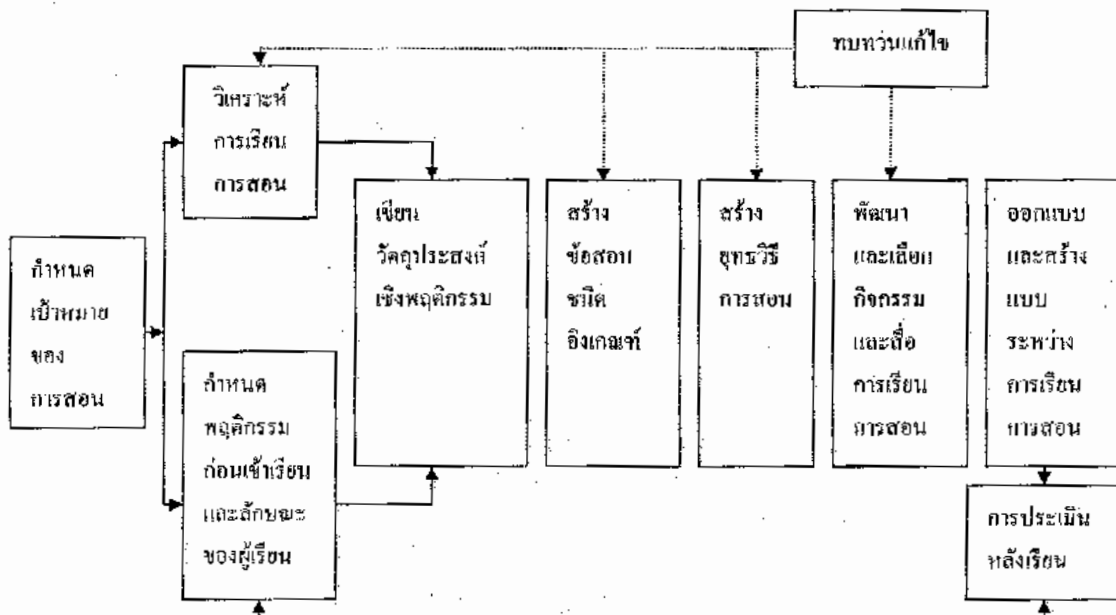 ทบทวนแก้ไข
วิเคราะห์
การเรียน
การสอน
กำหนด
เป้าหมาย
ของ
การสอน
กำหนด
พฤติกรรม
ก่อนเข้าเรียน
และลักษณะ
ของผู้เรียน
เขียน
วัตถุประสงค์
เชิงพฤติกรรม
สร้าง
ข้อสอบ
ชนิด
อิงเกณฑ์
สร้าง
ยุทธวิธี
การสอน
พัฒนา
และเลือก
กิจกรรม
และสื่อ
การเรียน
การสอน
ออกแบบ
และสร้าง
แบบ
ระหว่าง
การเรียน
การสอน
การประเมิน
หลังเรียน